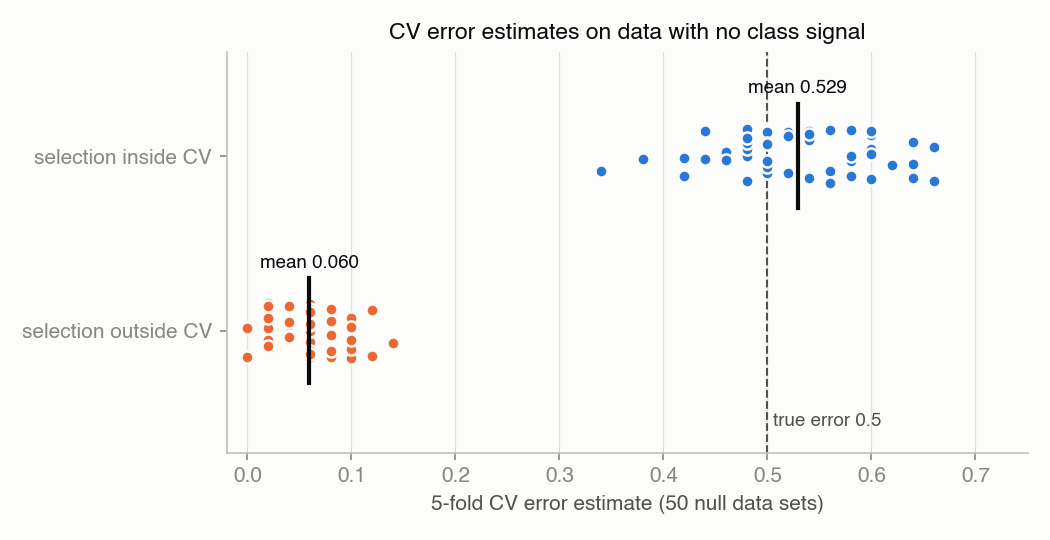 CV error estimates on data with no class signal
mean 0.529
selection inside CV
mean 0.060
selection outside CV
true error 0.5
0.0 0.1 0.2 0.3 0.4 0.5 0.6 0.7
5-fold CV error estimate (50 null data sets)